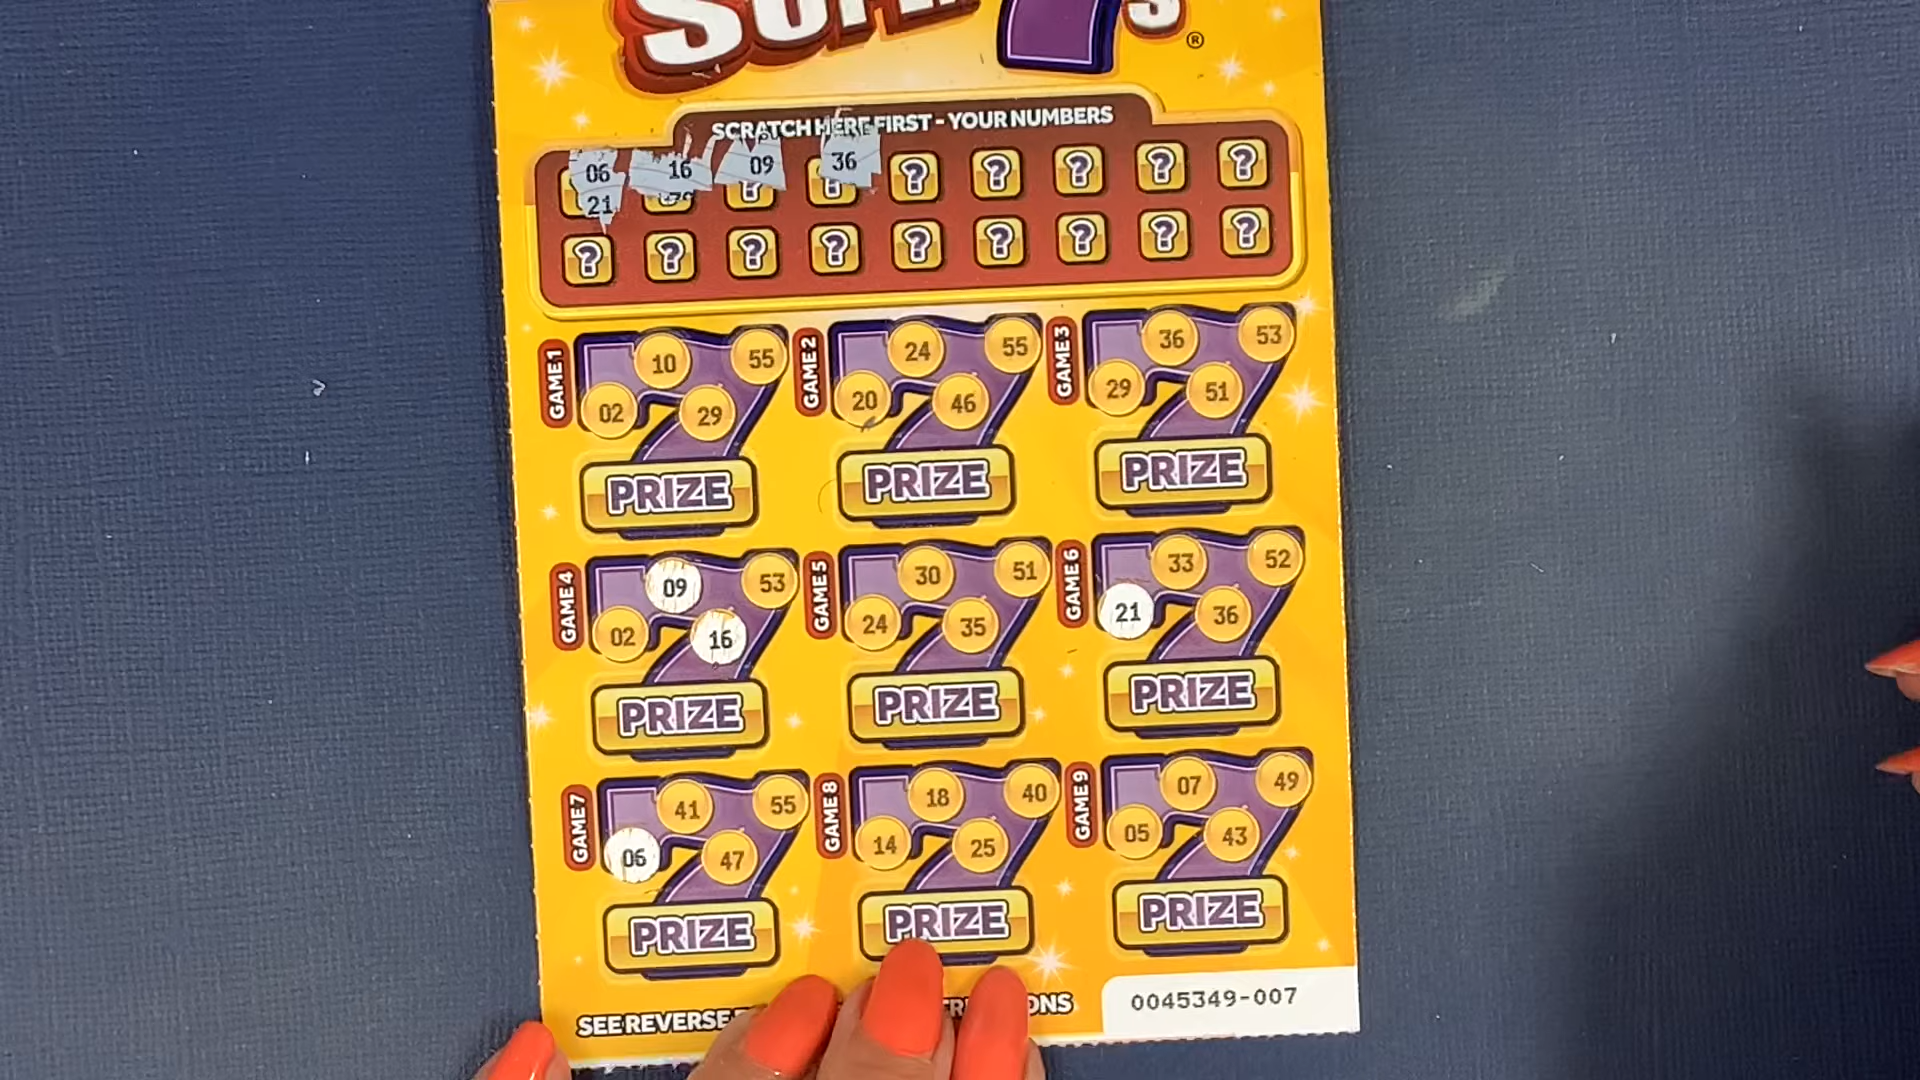 7s®
SCRATCH HERE FIRST - YOUR NUMBERS
06 16 09 36 ? ? ? ? ?
21
? ? ? ? ? ? ? ? ?
GAME 1
10 55
02 29
PRIZE
GAME 2
24 55
20 46
PRIZE
GAME 3
36 53
29 51
PRIZE
GAME 4
09 53
02 16
PRIZE
GAME 5
30 51
24 35
PRIZE
GAME 6
33 52
21 36
PRIZE
GAME 7
41 55
06 47
PRIZE
GAME 8
18 40
14 25
PRIZE
GAME 9
07 49
05 43
PRIZE
SEE REVERSE
0045349-007